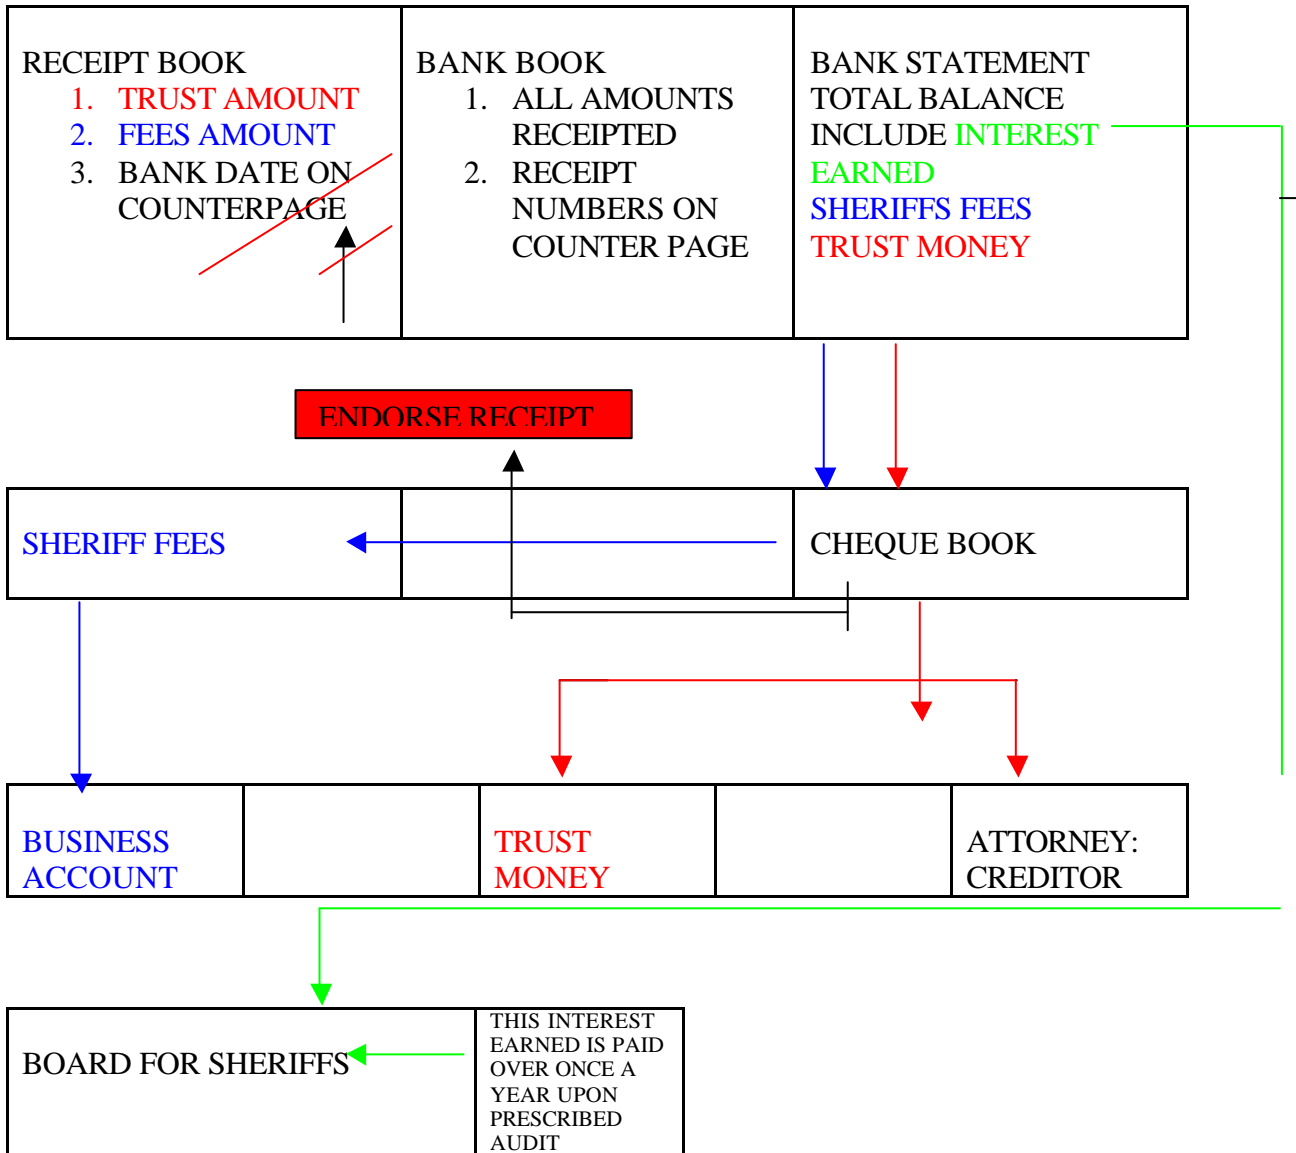 RECEIPT BOOK
1. TRUST AMOUNT
2. FEES AMOUNT
3. BANK DATE ON
COUNTERPAGE
BANK BOOK
1. ALL AMOUNTS
RECEIPTED
2. RECEIPT
NUMBERS ON
COUNTER PAGE
BANK STATEMENT
TOTAL BALANCE
INCLUDE INTEREST
EARNED
SHERIFFS FEES
TRUST MONEY
ENDORSE RECEIPT
SHERIFF FEES
CHEQUE BOOK
BUSINESS
ACCOUNT
TRUST
MONEY
ATTORNEY:
CREDITOR
BOARD FOR SHERIFFS
THIS INTEREST
EARNED IS PAID
OVER ONCE A
YEAR UPON
PRESCRIBED
AUDIT